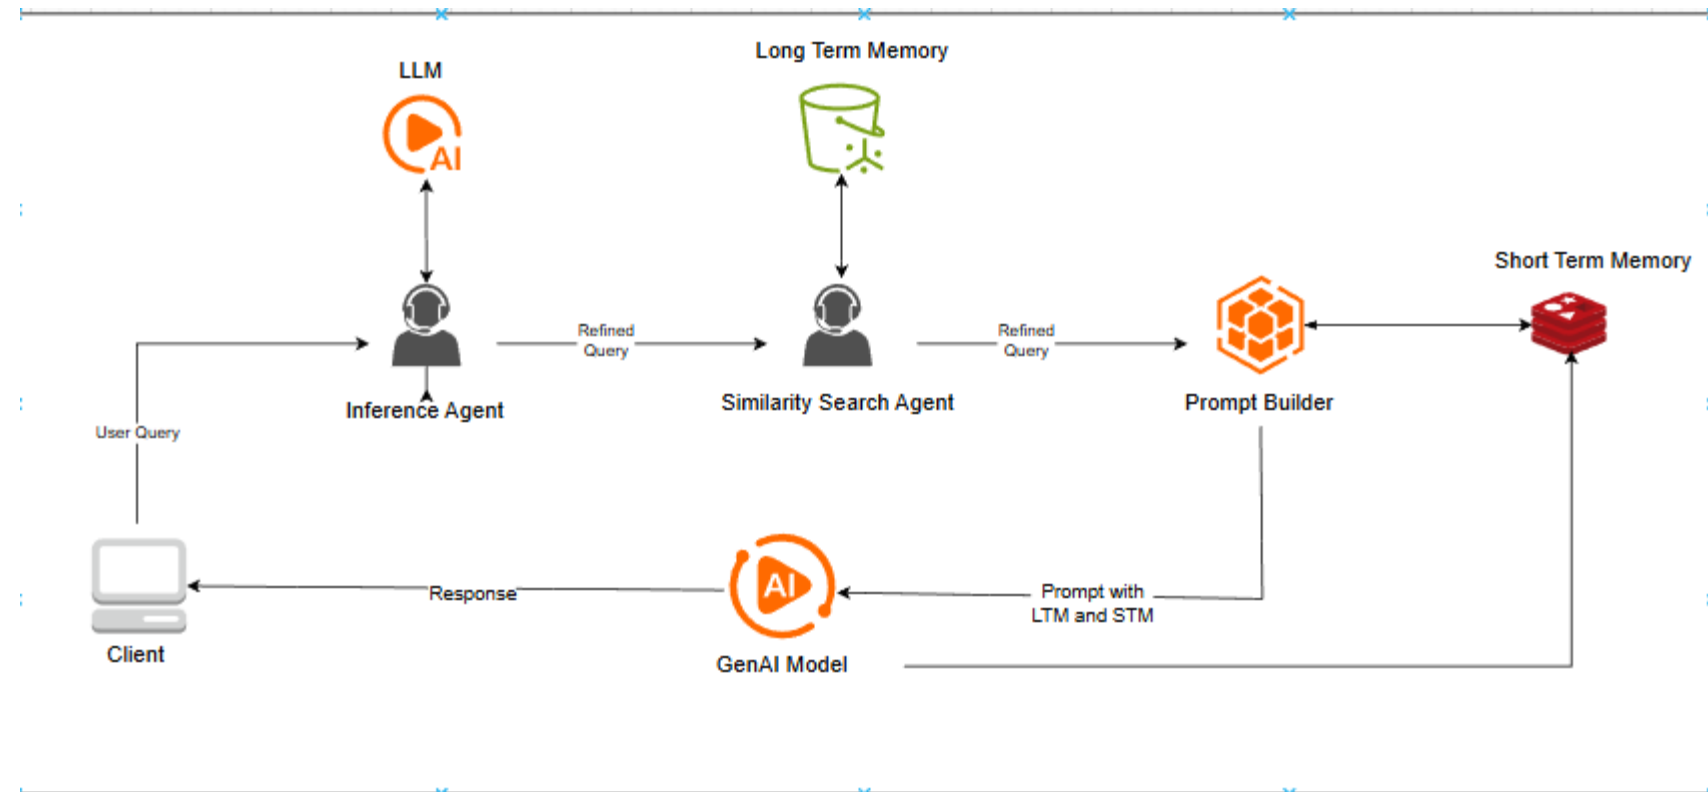 Long Term Memory
LLM
AI
Short Term Memory
Refined
Query
Refined
Query
Inference Agent
Similarity Search Agent
Prompt Builder
User Query
AI
Response
Prompt with
LTM and STM
Client
GenAI Model